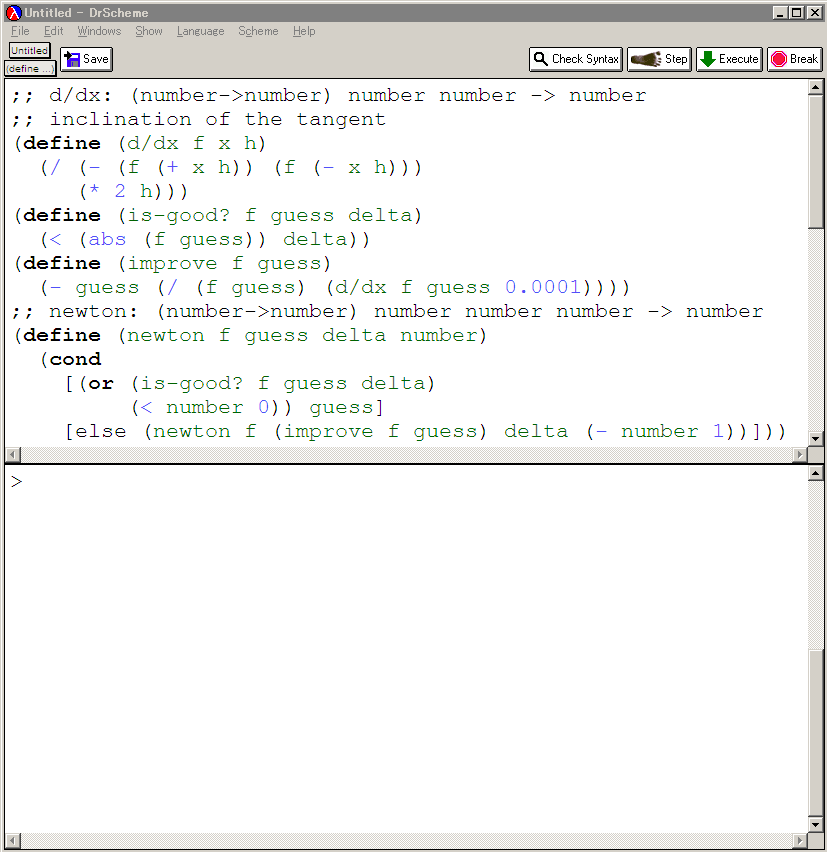 Untitled - DrScheme
File Edit Windows Show Language Scheme Help
Untitled
(define ...)
Save
Check Syntax
Step
Execute
Break
;; d/dx: (number->number) number number -> number
;; inclination of the tangent
(define (d/dx f x h)
  (/ (- (f (+ x h)) (f (- x h)))
     (* 2 h)))
(define (is-good? f guess delta)
  (< (abs (f guess)) delta))
(define (improve f guess)
  (- guess (/ (f guess) (d/dx f guess 0.0001))))
;; newton: (number->number) number number number -> number
(define (newton f guess delta number)
  (cond
    [(or (is-good? f guess delta)
         (< number 0)) guess]
    [else (newton f (improve f guess) delta (- number 1))]))
>